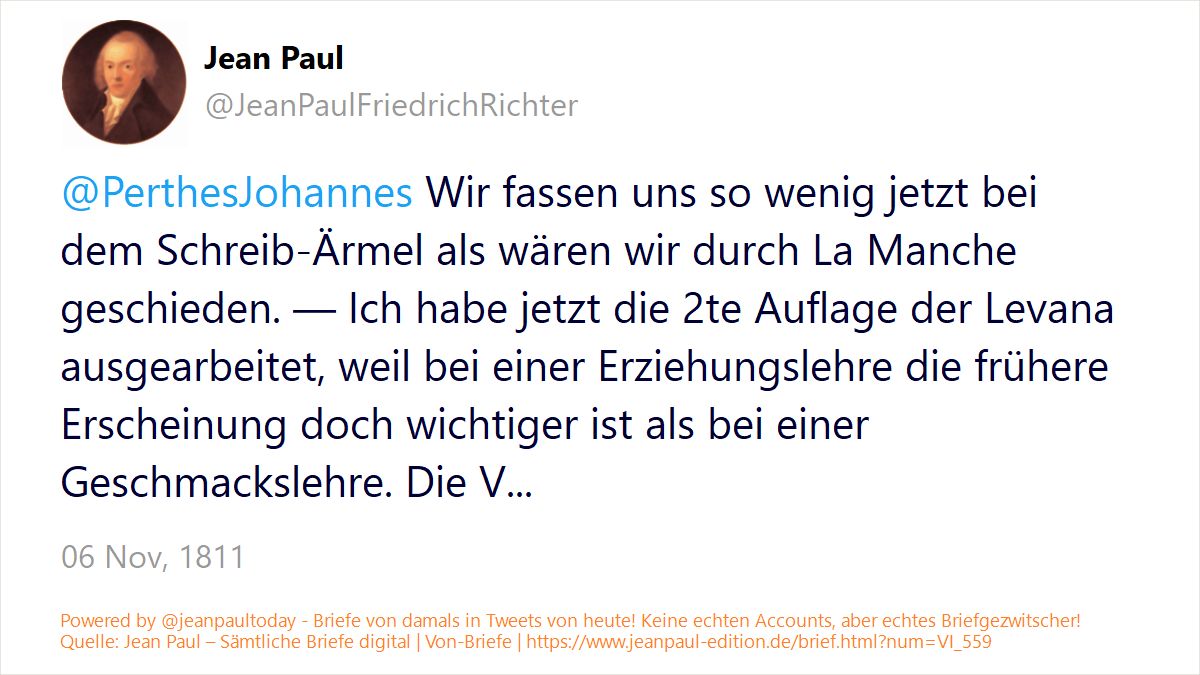 Jean Paul
@JeanPaulFriedrichRichter
@PerthesJohannes Wir fassen uns so wenig jetzt bei
dem Schreib-Ärmel als wären wir durch La Manche
geschieden. — Ich habe jetzt die 2te Auflage der Levana
ausgearbeitet, weil bei einer Erziehungslehre die frühere
Erscheinung doch wichtiger ist als bei einer
Geschmackslehre. Die V...
06 Nov, 1811
Powered by @jeanpaultoday - Briefe von damals in Tweets von heute! Keine echten Accounts, aber echtes Briefgezwitscher!
Quelle: Jean Paul – Sämtliche Briefe digital | Von-Briefe | https://www.jeanpaul-edition.de/brief.html?num=VI_559